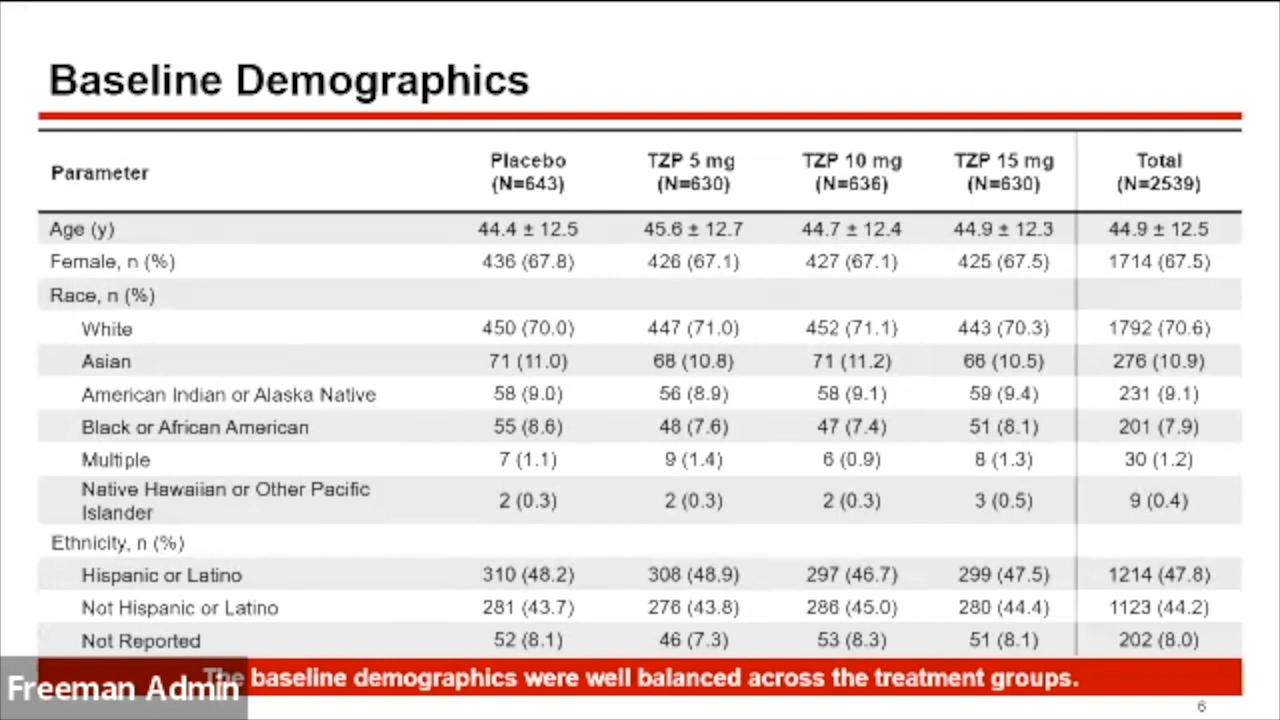 Baseline Demographics
Parameter Placebo (N=643) TZP 5 mg (N=630) TZP 10 mg (N=636) TZP 15 mg (N=630) Total (N=2539)
Age (y) 44.4 ± 12.5 45.6 ± 12.7 44.7 ± 12.4 44.9 ± 12.3 44.9 ± 12.5
Female, n (%) 436 (67.8) 426 (67.1) 427 (67.1) 425 (67.5) 1714 (67.5)
Race, n (%)
White 450 (70.0) 447 (71.0) 452 (71.1) 443 (70.3) 1792 (70.6)
Asian 71 (11.0) 68 (10.8) 71 (11.2) 66 (10.5) 276 (10.9)
American Indian or Alaska Native 58 (9.0) 56 (8.9) 58 (9.1) 59 (9.4) 231 (9.1)
Black or African American 55 (8.6) 48 (7.6) 47 (7.4) 51 (8.1) 201 (7.9)
Multiple 7 (1.1) 9 (1.4) 6 (0.9) 8 (1.3) 30 (1.2)
Native Hawaiian or Other Pacific Islander 2 (0.3) 2 (0.3) 2 (0.3) 3 (0.5) 9 (0.4)
Ethnicity, n (%)
Hispanic or Latino 310 (48.2) 308 (48.9) 297 (46.7) 299 (47.5) 1214 (47.8)
Not Hispanic or Latino 281 (43.7) 276 (43.8) 286 (45.0) 280 (44.4) 1123 (44.2)
Not Reported 52 (8.1) 46 (7.3) 53 (8.3) 51 (8.1) 202 (8.0)
The baseline demographics were well balanced across the treatment groups.
Freeman Admin
6